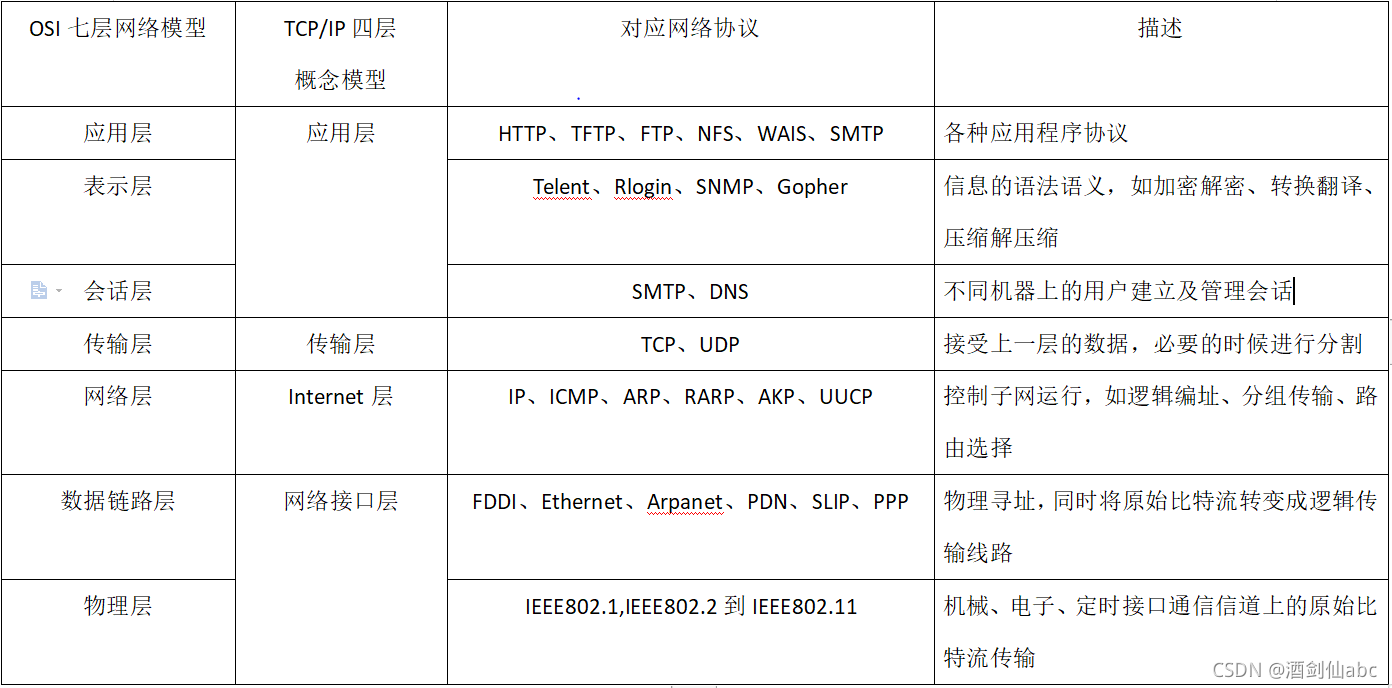 OSI 七层网络模型
TCP/IP 四层
概念模型
对应网络协议
描述
应用层
应用层
HTTP、TFTP、FTP、NFS、WAIS、SMTP
各种应用程序协议
表示层
Telent、Rlogin、SNMP、Gopher
信息的语法语义，如加密解密、转换翻译、
压缩解压缩
会话层
SMTP、DNS
不同机器上的用户建立及管理会话
传输层
传输层
TCP、UDP
接受上一层的数据，必要的时候进行分割
网络层
Internet 层
IP、ICMP、ARP、RARP、AKP、UUCP
控制子网运行，如逻辑编址、分组传输、路
由选择
数据链路层
网络接口层
FDDI、Ethernet、Arpanet、PDN、SLIP、PPP
物理寻址，同时将原始比特流转变成逻辑传
输线路
物理层
IEEE802.1,IEEE802.2 到 IEEE802.11
机械、电子、定时接口通信信道上的原始比
特流传输
CSDN @酒剑仙abc